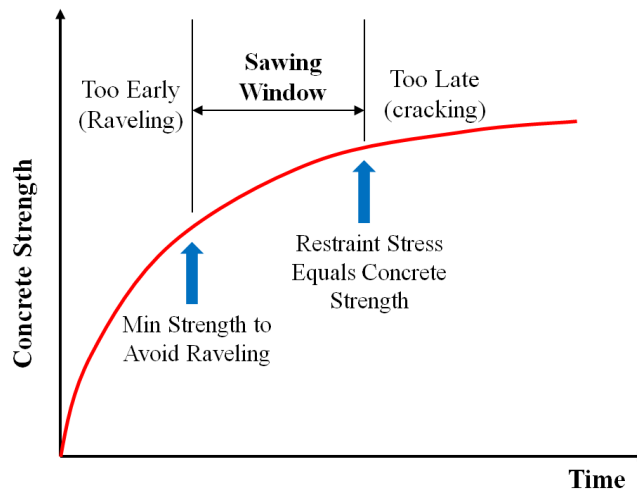 Too Early
(Raveling)
Sawing
Window
Too Late
(cracking)
Concrete Strength
Min Strength to
Avoid Raveling
Restraint Stress
Equals Concrete
Strength
Time